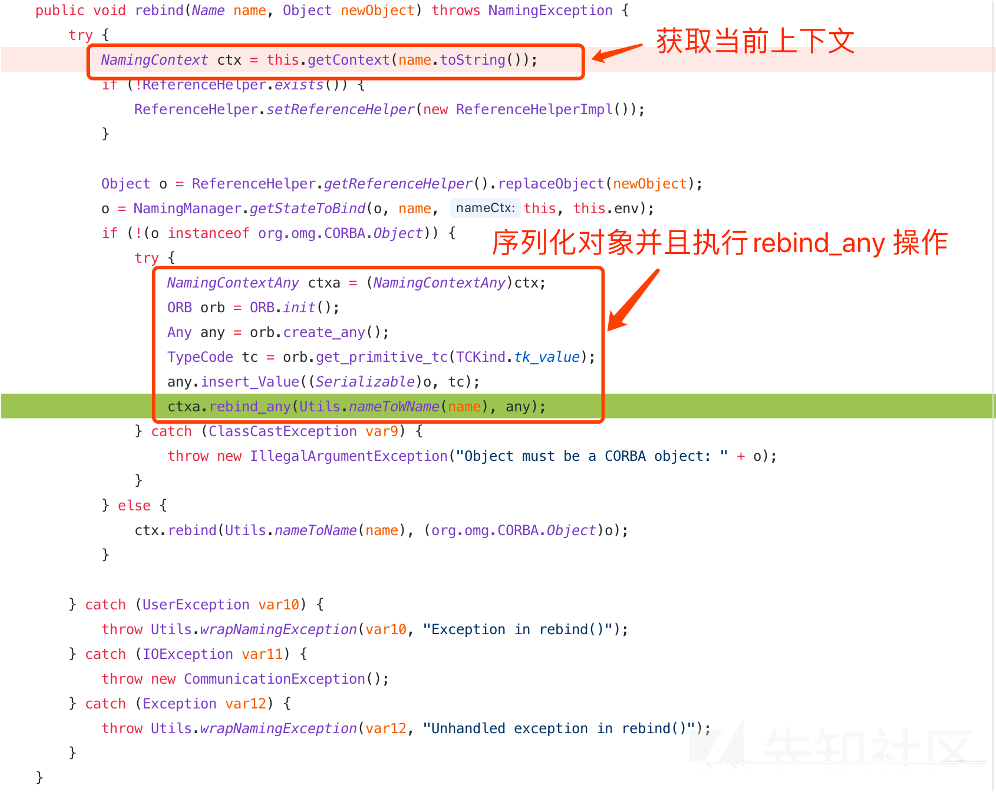 public void rebind(Name name, Object newObject) throws NamingException {
try {
NamingContext ctx = this.getContext(name.toString());
获取当前上下文
if (!ReferenceHelper.exists()) {
ReferenceHelper.setReferenceHelper(new ReferenceHelperImpl());
}
Object o = ReferenceHelper.getReferenceHelper().replaceObject(newObject);
o = NamingManager.getStateToBind(o, name, nameCtx: this, this.env);
if (!(o instanceof org.omg.CORBA.Object)) {
序列化对象并且执行 rebind_any 操作
try {
NamingContextAny ctxa = (NamingContextAny)ctx;
ORB orb = ORB.init();
Any any = orb.create_any();
TypeCode tc = orb.get_primitive_tc(TCKind.tk_value);
any.insert_Value((Serializable)o, tc);
ctxa.rebind_any(Utils.nameToWName(name), any);
} catch (ClassCastException var9) {
throw new IllegalArgumentException("Object must be a CORBA object: " + o);
}
} else {
ctx.rebind(Utils.nameToName(name), (org.omg.CORBA.Object)o);
}
} catch (UserException var10) {
throw Utils.wrapNamingException(var10, "Exception in rebind()");
} catch (IOException var11) {
throw new CommunicationException();
} catch (Exception var12) {
throw Utils.wrapNamingException(var12, "Unhandled exception in rebind()");
}
}
先知社区